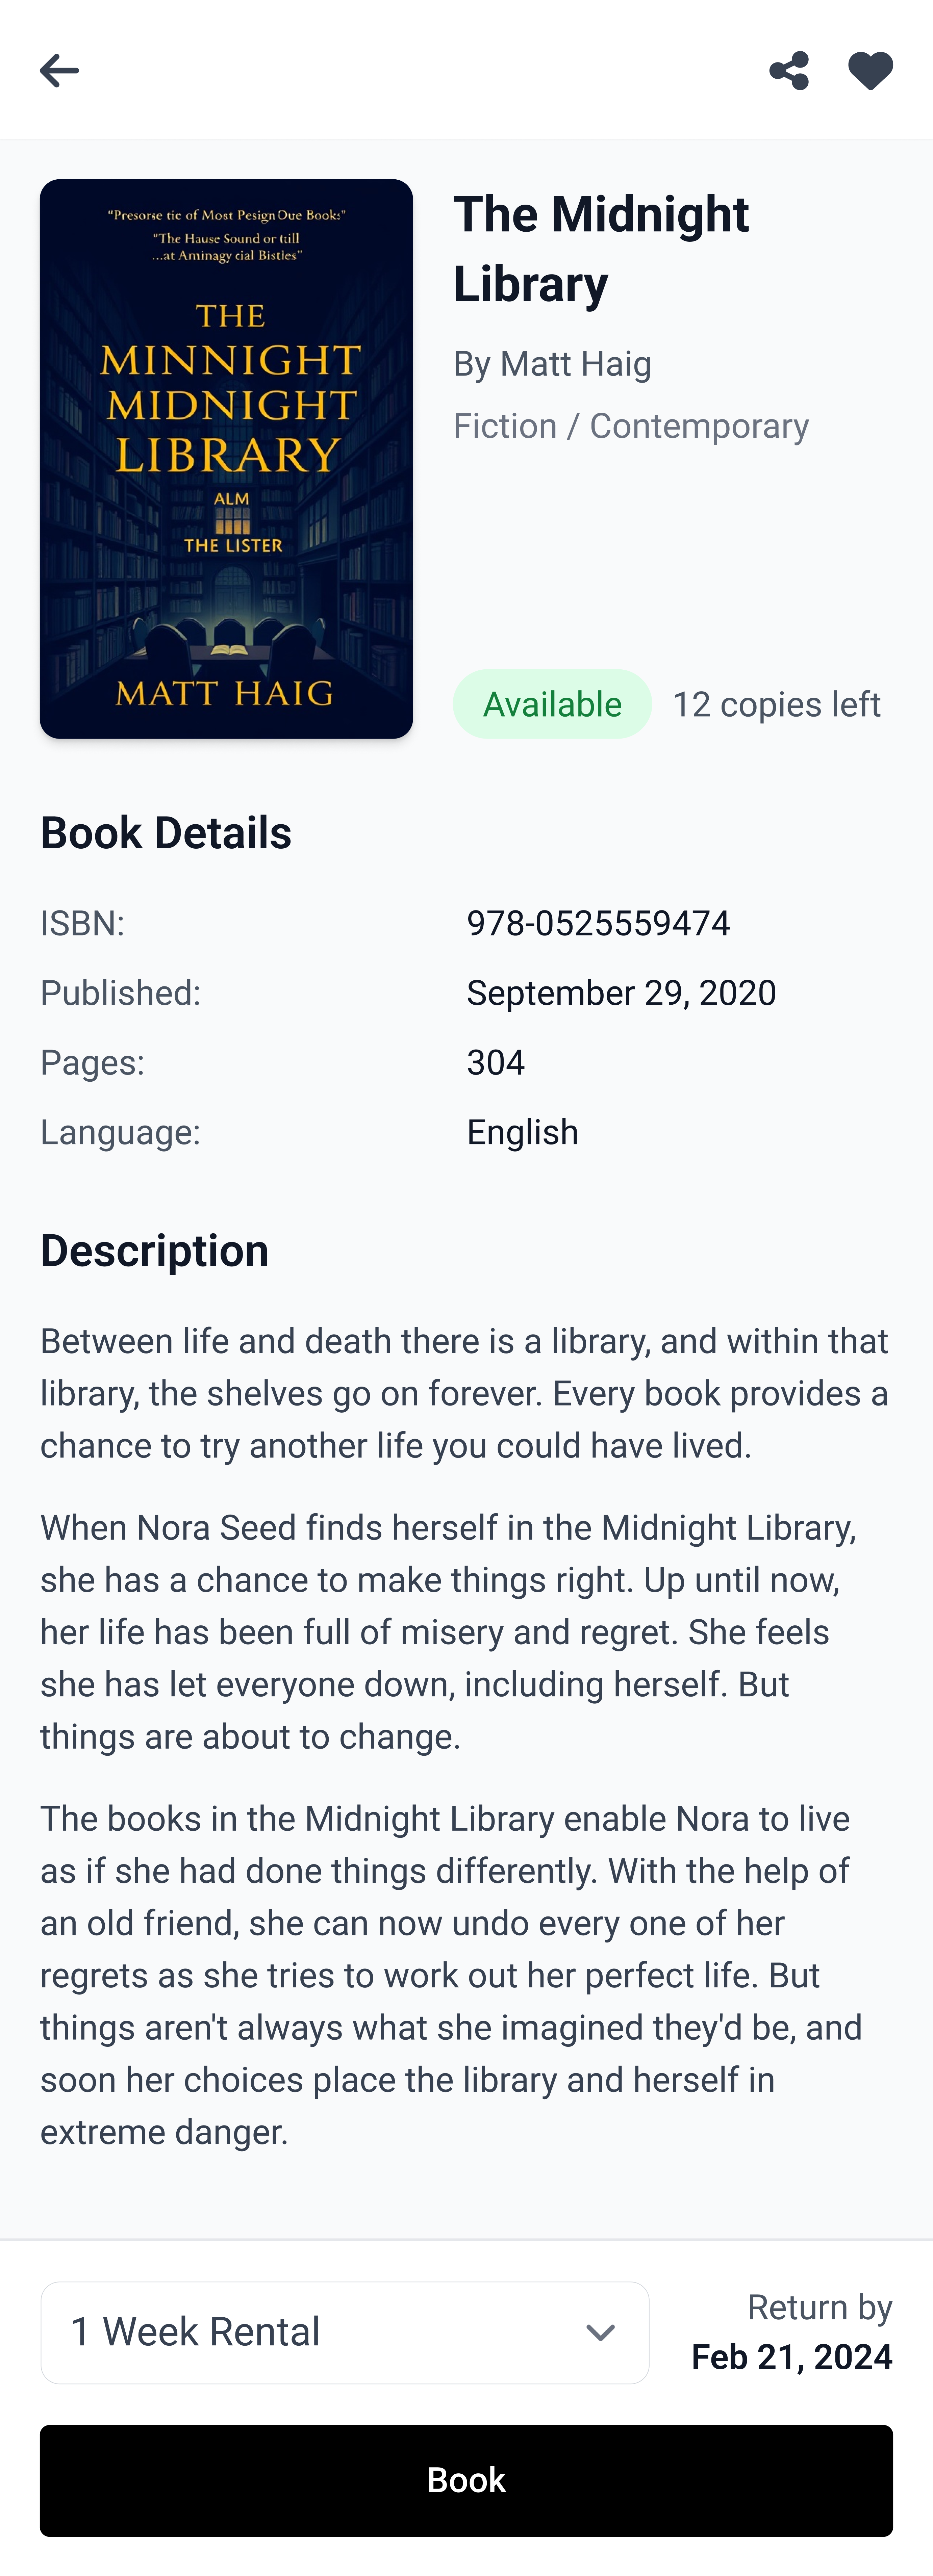 “Presorse tic of Most Pesign Oue Books”
“The Hause Sound or ttill
...at Aminagy cial Bistles”
THE
MINNIGHT
MIDNIGHT
LIBRARY
ALM
THE LISTER
MATT HAIG
The Midnight
Library
By Matt Haig
Fiction / Contemporary
Available
12 copies left
Book Details
ISBN: 978-0525559474
Published: September 29, 2020
Pages: 304
Language: English
Description
Between life and death there is a library, and within that
library, the shelves go on forever. Every book provides a
chance to try another life you could have lived.
When Nora Seed finds herself in the Midnight Library,
she has a chance to make things right. Up until now,
her life has been full of misery and regret. She feels
she has let everyone down, including herself. But
things are about to change.
The books in the Midnight Library enable Nora to live
as if she had done things differently. With the help of
an old friend, she can now undo every one of her
regrets as she tries to work out her perfect life. But
things aren't always what she imagined they'd be, and
soon her choices place the library and herself in
extreme danger.
1 Week Rental
Return by
Feb 21, 2024
Book